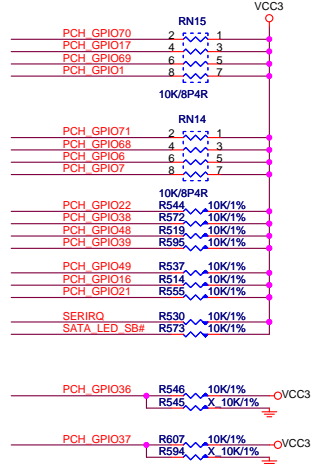 VCC3
RN15
PCH_GPIO70 2 1
PCH_GPIO17 4 3
PCH_GPIO69 6 5
PCH_GPIO1 8 7
10K/8P4R
RN14
PCH_GPIO71 2 1
PCH_GPIO68 4 3
PCH_GPIO6 6 5
PCH_GPIO7 8 7
10K/8P4R
PCH_GPIO22 R544 10K/1%
PCH_GPIO38 R572 10K/1%
PCH_GPIO48 R519 10K/1%
PCH_GPIO39 R595 10K/1%
PCH_GPIO49 R537 10K/1%
PCH_GPIO16 R514 10K/1%
PCH_GPIO21 R555 10K/1%
SERIRQ R530 10K/1%
SATA_LED_SB# R573 10K/1%
PCH_GPIO36 R546 10K/1% VCC3
R545 X_10K/1%
PCH_GPIO37 R607 10K/1% VCC3
R594 X_10K/1%